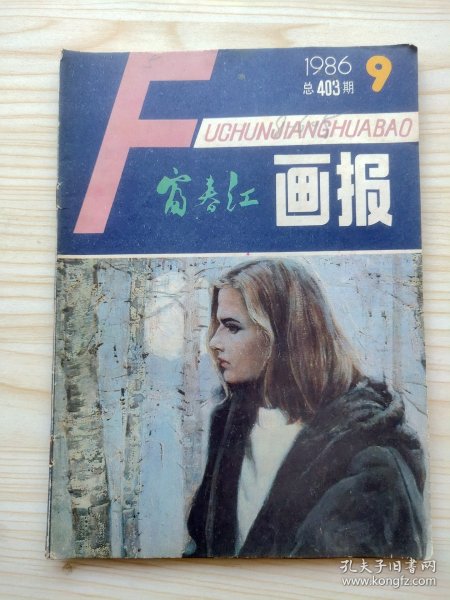 1986 9
总403期
FUCHUNJIANGHUABAO
富春江 画报
孔夫子旧书网
www.kongfz.com